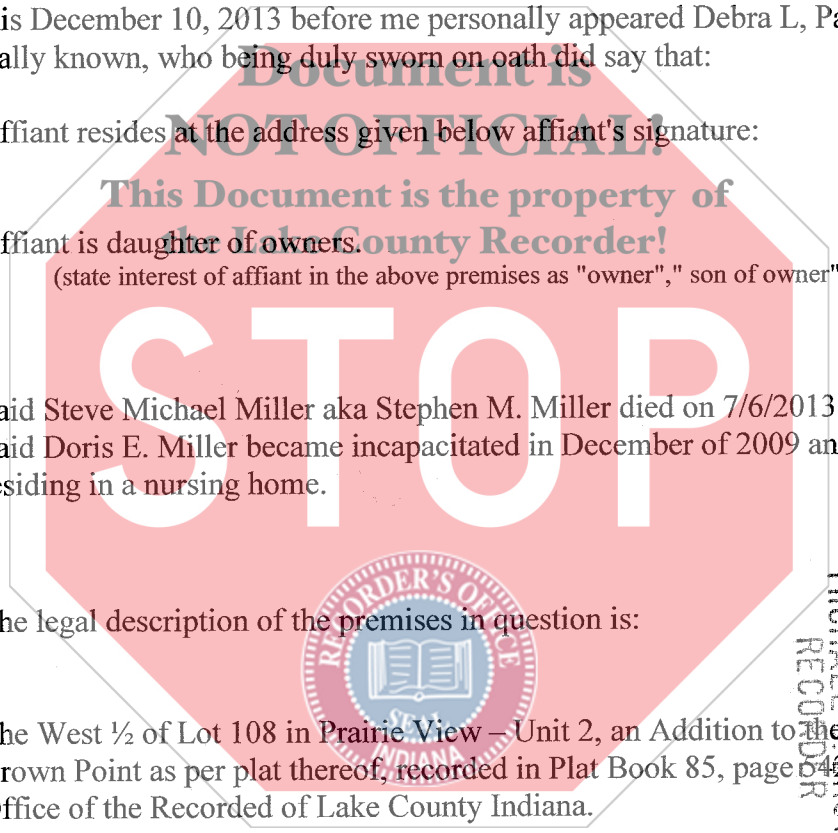 is December 10, 2013 before me personally appeared Debra L, Pa
ally known, who being duly sworn on oath did say that:
Document is
ffiant resides at the address given below affiant's signature:
NOT OFFICIAL!
This Document is the property of
the Lake County Recorder!
ffiant is daughter of owners.
(state interest of affiant in the above premises as "owner"," son of owner"
STOP
aid Steve Michael Miller aka Stephen M. Miller died on 7/6/2013
aid Doris E. Miller became incapacitated in December of 2009 an
esiding in a nursing home.
RECORDER'S OFFICE
SEAL
INDIANA
he legal description of the premises in question is:
he West ½ of Lot 108 in Prairie View – Unit 2, an Addition to the
rown Point as per plat thereof, recorded in Plat Book 85, page 54
ffice of the Recorded of Lake County Indiana.
RECORDER